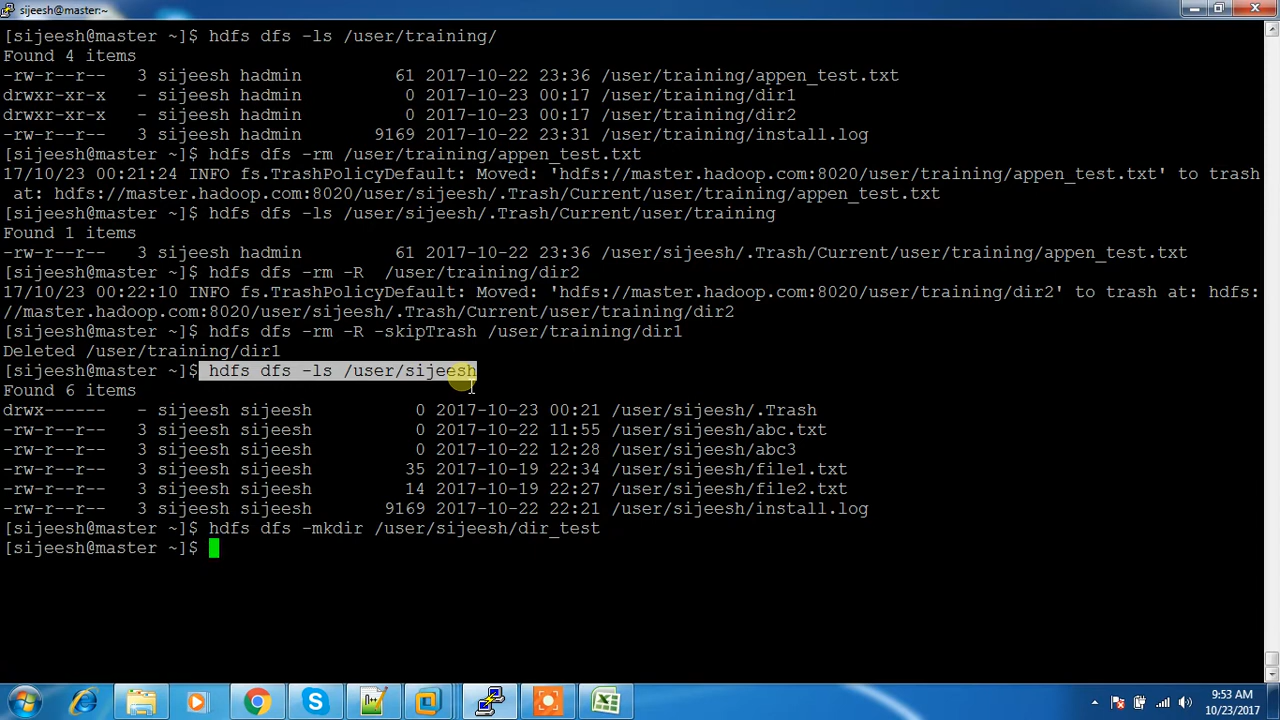 sijeesh@master:~
[sijeesh@master ~]$ hdfs dfs -ls /user/training/
Found 4 items
-rw-r--r--   3 sijeesh hadmin         61 2017-10-22 23:36 /user/training/appen_test.txt
drwxr-xr-x   - sijeesh hadmin          0 2017-10-23 00:17 /user/training/dir1
drwxr-xr-x   - sijeesh hadmin          0 2017-10-23 00:17 /user/training/dir2
-rw-r--r--   3 sijeesh hadmin       9169 2017-10-22 23:31 /user/training/install.log
[sijeesh@master ~]$ hdfs dfs -rm /user/training/appen_test.txt
17/10/23 00:21:24 INFO fs.TrashPolicyDefault: Moved: 'hdfs://master.hadoop.com:8020/user/training/appen_test.txt' to trash
 at: hdfs://master.hadoop.com:8020/user/sijeesh/.Trash/Current/user/training/appen_test.txt
[sijeesh@master ~]$ hdfs dfs -ls /user/sijeesh/.Trash/Current/user/training
Found 1 items
-rw-r--r--   3 sijeesh hadmin         61 2017-10-22 23:36 /user/sijeesh/.Trash/Current/user/training/appen_test.txt
[sijeesh@master ~]$ hdfs dfs -rm -R  /user/training/dir2
17/10/23 00:22:10 INFO fs.TrashPolicyDefault: Moved: 'hdfs://master.hadoop.com:8020/user/training/dir2' to trash at: hdfs:
//master.hadoop.com:8020/user/sijeesh/.Trash/Current/user/training/dir2
[sijeesh@master ~]$ hdfs dfs -rm -R -skipTrash /user/training/dir1
Deleted /user/training/dir1
[sijeesh@master ~]$ hdfs dfs -ls /user/sijeesh
Found 6 items
drwx------   - sijeesh sijeesh          0 2017-10-23 00:21 /user/sijeesh/.Trash
-rw-r--r--   3 sijeesh sijeesh          0 2017-10-22 11:55 /user/sijeesh/abc.txt
-rw-r--r--   3 sijeesh sijeesh          0 2017-10-22 12:28 /user/sijeesh/abc3
-rw-r--r--   3 sijeesh sijeesh         35 2017-10-19 22:34 /user/sijeesh/file1.txt
-rw-r--r--   3 sijeesh sijeesh         14 2017-10-19 22:27 /user/sijeesh/file2.txt
-rw-r--r--   3 sijeesh sijeesh       9169 2017-10-22 22:21 /user/sijeesh/install.log
[sijeesh@master ~]$ hdfs dfs -mkdir /user/sijeesh/dir_test
[sijeesh@master ~]$
9:53 AM
10/23/2017